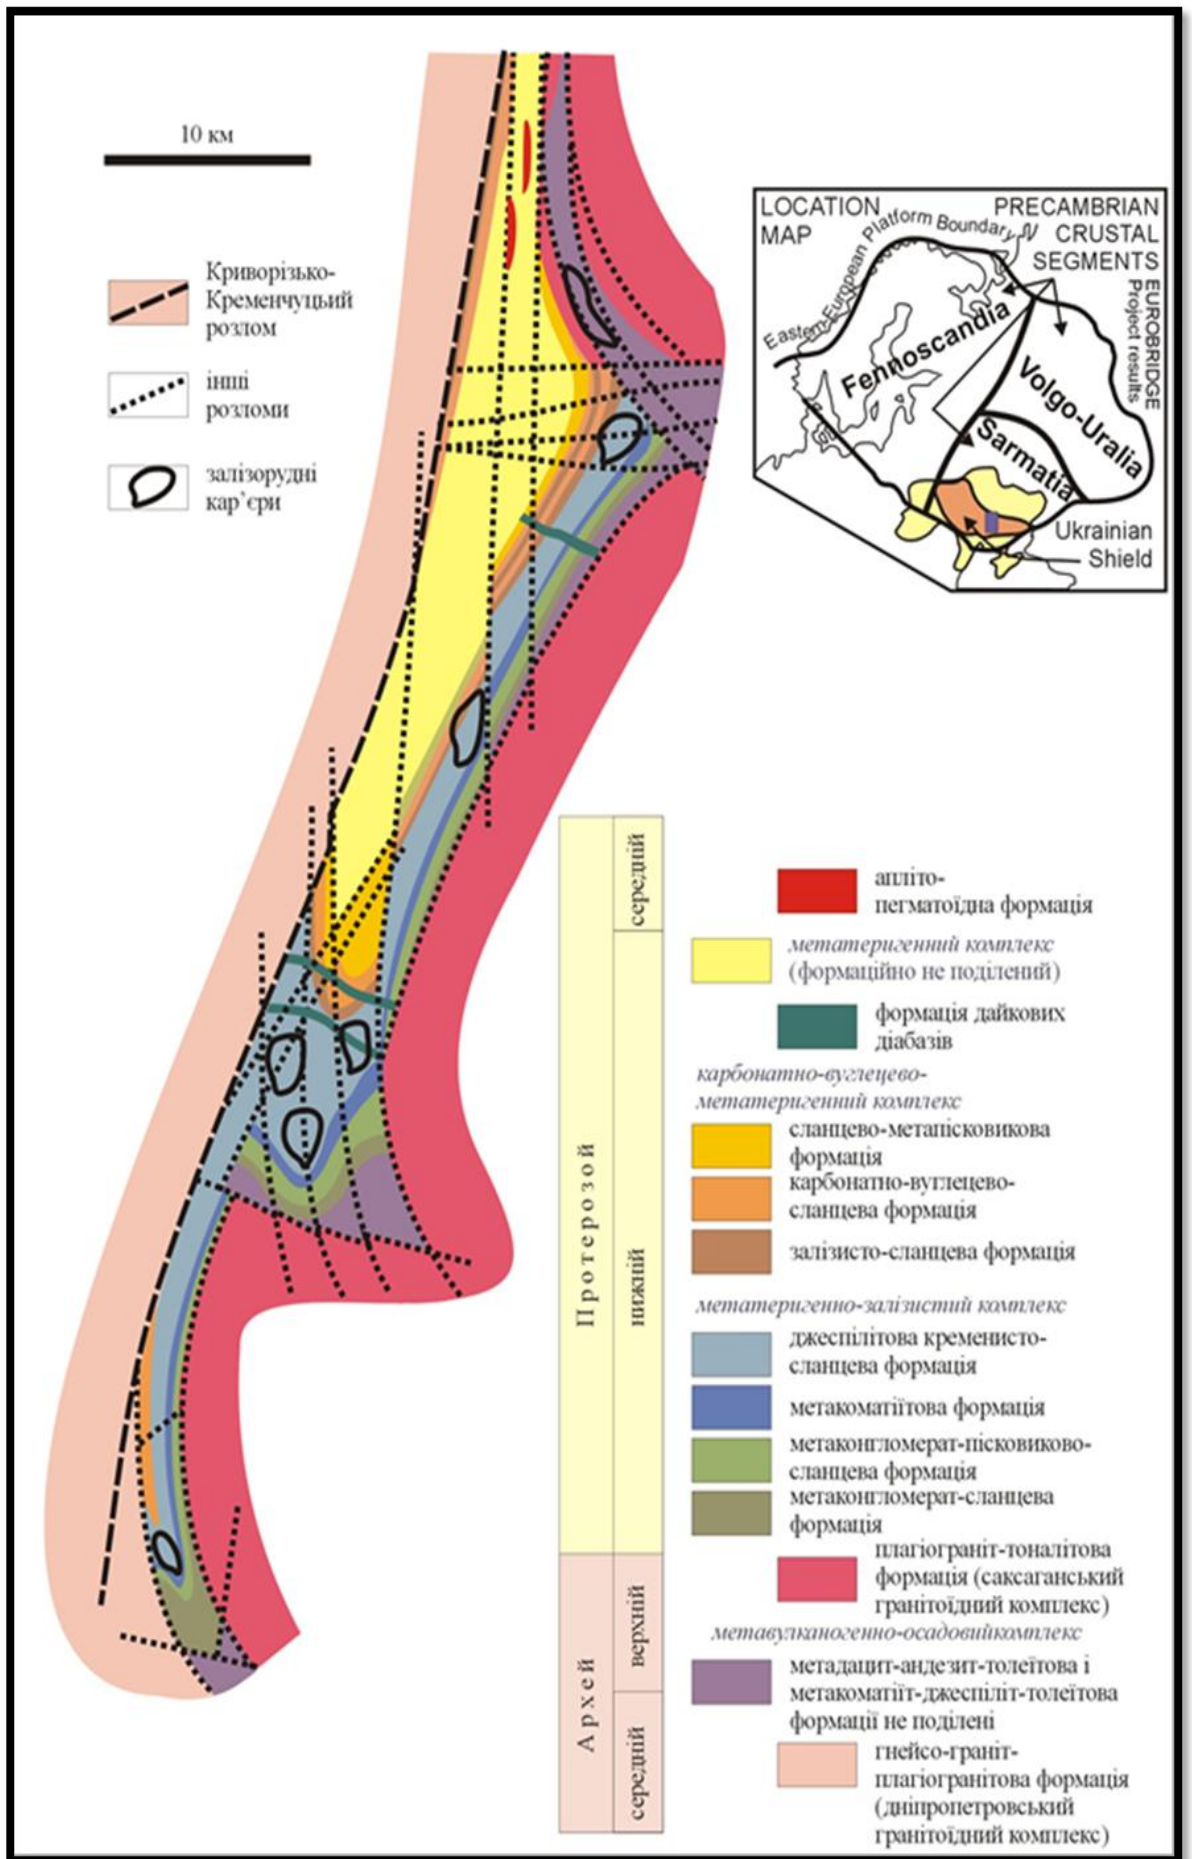 10 км
Криворізько-
Кременчуцький
розлом
інші
розломи
залізорудні
кар’єри
LOCATION
MAP
PRECAMBRIAN
CRUSTAL
SEGMENTS
Eastern-European Platform Boundary
EUROBRIDGE
Project results
Fennoscandia
Volgo-Uralia
Sarmatia
Ukrainian
Shield
Протерозой
середній
нижній
Архей
верхній
середній
апліто-
пегматоїдна формація
метатеригенний комплекс
(формаційно не поділений)
формація дайкових
діабазів
карбонатно-вуглецево-
метатеригенний комплекс
сланцево-метапісковикова
формація
карбонатно-вуглецево-
сланцева формація
залізисто-сланцева формація
метатеригенно-залізистий комплекс
джеспілітова кременисто-
сланцева формація
метакоматіїтова формація
метаконгломерат-пісковиково-
сланцева формація
метаконгломерат-сланцева
формація
плагіограніт-тоналітова
формація (саксаганський
гранітоїдний комплекс)
метавулканогенно-осадовийкомплекс
метадацит-андезит-толеїтова і
метакоматіїт-джеспіліт-толеїтова
формації не поділені
гнейсо-граніт-
плагіогранітова формація
(дніпропетровський
гранітоїдний комплекс)